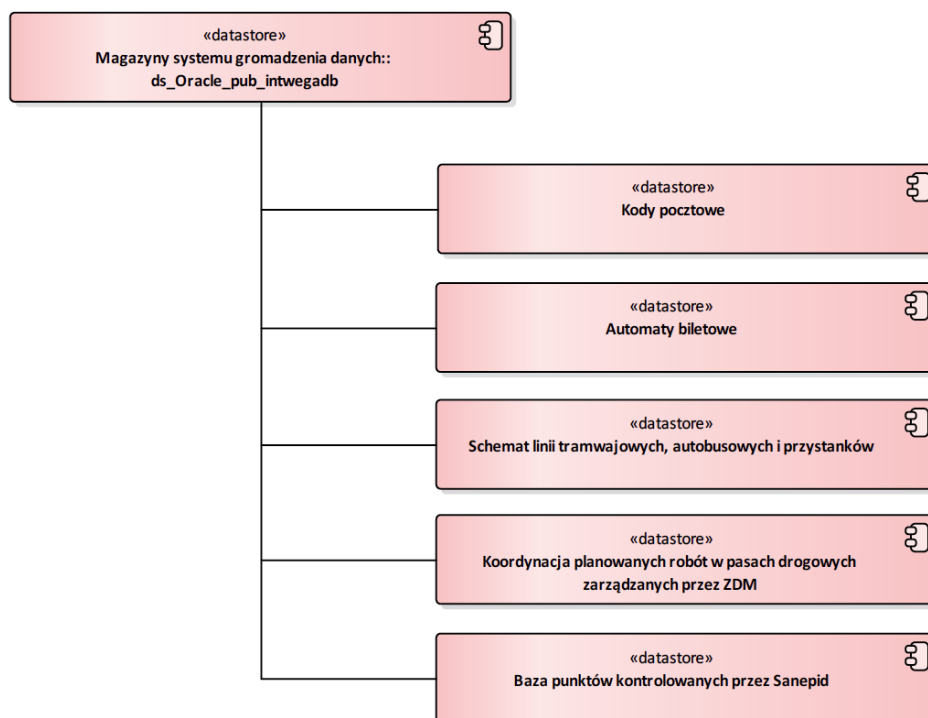 «datastore»
Magazyny systemu gromadzenia danych::
ds_Oracle_pub_intwegadb
«datastore»
Kody pocztowe
«datastore»
Automaty biletowe
«datastore»
Schemat linii tramwajowych, autobusowych i przystanków
«datastore»
Koordynacja planowanych robót w pasach drogowych
zarządzanych przez ZDM
«datastore»
Baza punktów kontrolowanych przez Sanepid